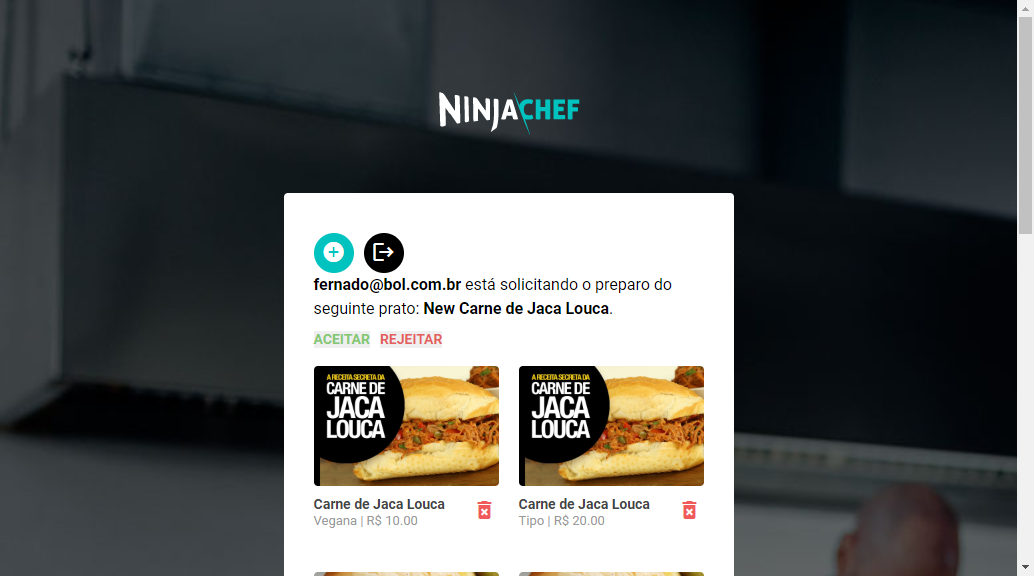 NINJACHEF
fernado@bol.com.br está solicitando o preparo do
seguinte prato: New Carne de Jaca Louca.
ACEITAR REJEITAR
A RECEITA SECRETA DA
CARNE DE
JACA
LOUCA
A RECEITA SECRETA DA
CARNE DE
JACA
LOUCA
Carne de Jaca Louca
Vegana | R$ 10.00
Carne de Jaca Louca
Tipo | R$ 20.00